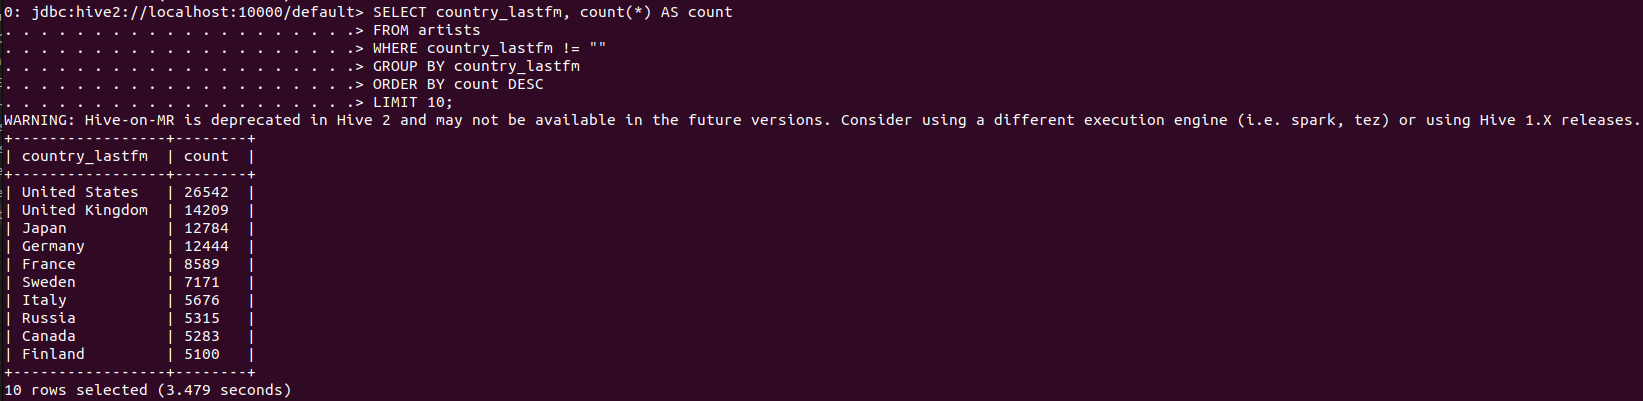 0: jdbc:hive2://localhost:10000/default> SELECT country_lastfm, count(*) AS count
. . . . . . . . . . . . . . . . . . . .> FROM artists
. . . . . . . . . . . . . . . . . . . .> WHERE country_lastfm != ""
. . . . . . . . . . . . . . . . . . . .> GROUP BY country_lastfm
. . . . . . . . . . . . . . . . . . . .> ORDER BY count DESC
. . . . . . . . . . . . . . . . . . . .> LIMIT 10;
WARNING: Hive-on-MR is deprecated in Hive 2 and may not be available in the future versions. Consider using a different execution engine (i.e. spark, tez) or using Hive 1.X releases.
+-----------------+--------+
| country_lastfm  | count  |
+-----------------+--------+
| United States   | 26542  |
| United Kingdom  | 14209  |
| Japan           | 12784  |
| Germany         | 12444  |
| France          | 8589   |
| Sweden          | 7171   |
| Italy           | 5676   |
| Russia          | 5315   |
| Canada          | 5283   |
| Finland         | 5100   |
+-----------------+--------+
10 rows selected (3.479 seconds)